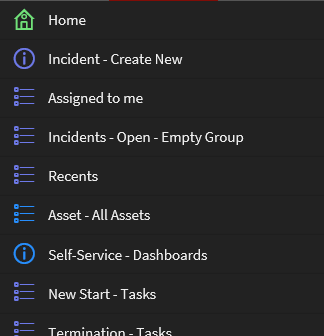 Home
Incident - Create New
Assigned to me
Incidents - Open - Empty Group
Recents
Asset - All Assets
Self-Service - Dashboards
New Start - Tasks
Termination - Tasks